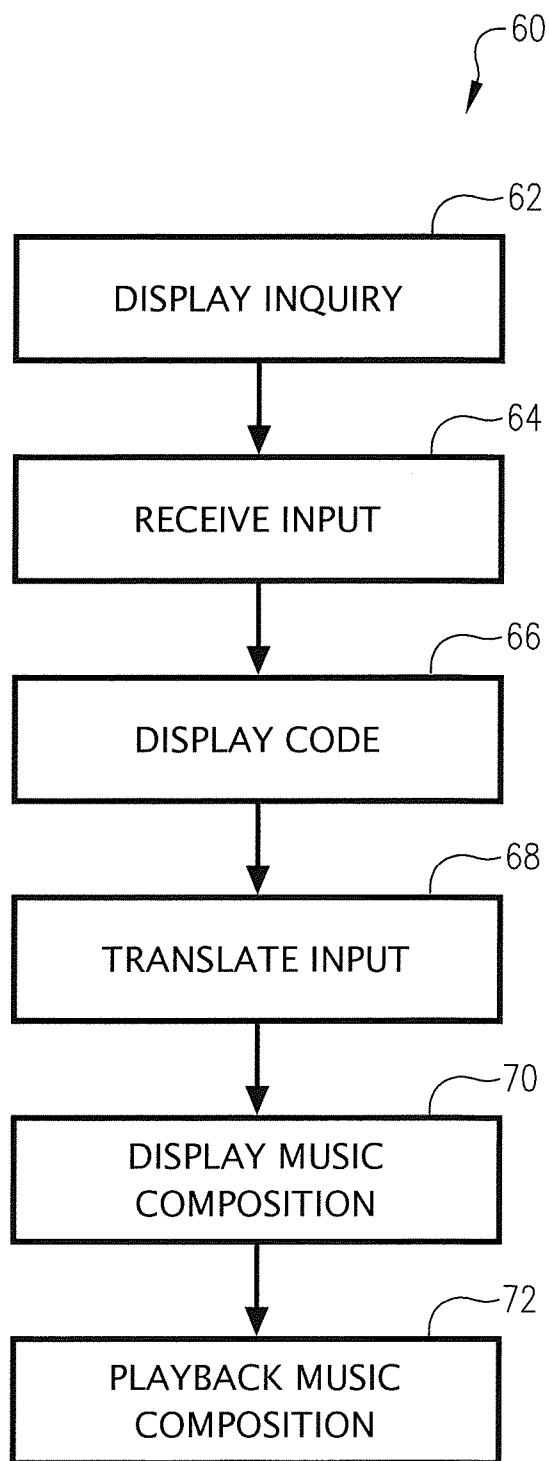 60
62
DISPLAY INQUIRY
64
RECEIVE INPUT
66
DISPLAY CODE
68
TRANSLATE INPUT
70
DISPLAY MUSIC
COMPOSITION
72
PLAYBACK MUSIC
COMPOSITION